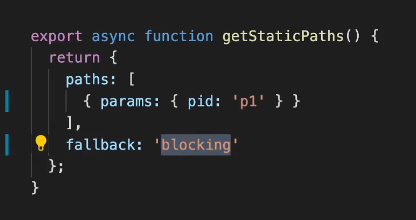 export async function getStaticPaths() {
return {
paths: [
{ params: { pid: 'p1' } }
],
fallback: 'blocking'
};
}